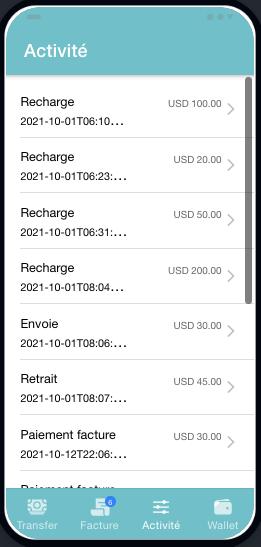 Activité
Recharge
USD 100.00
2021-10-01T06:10...
Recharge
USD 20.00
2021-10-01T06:23:...
Recharge
USD 50.00
2021-10-01T06:31:...
Recharge
USD 200.00
2021-10-01T08:04...
Envoie
USD 30.00
2021-10-01T08:06:...
Retrait
USD 45.00
2021-10-01T08:07:...
Paiement facture
USD 30.00
2021-10-12T22:06:...
Paiement facture
6
Transfer
Facture
Activité
Wallet